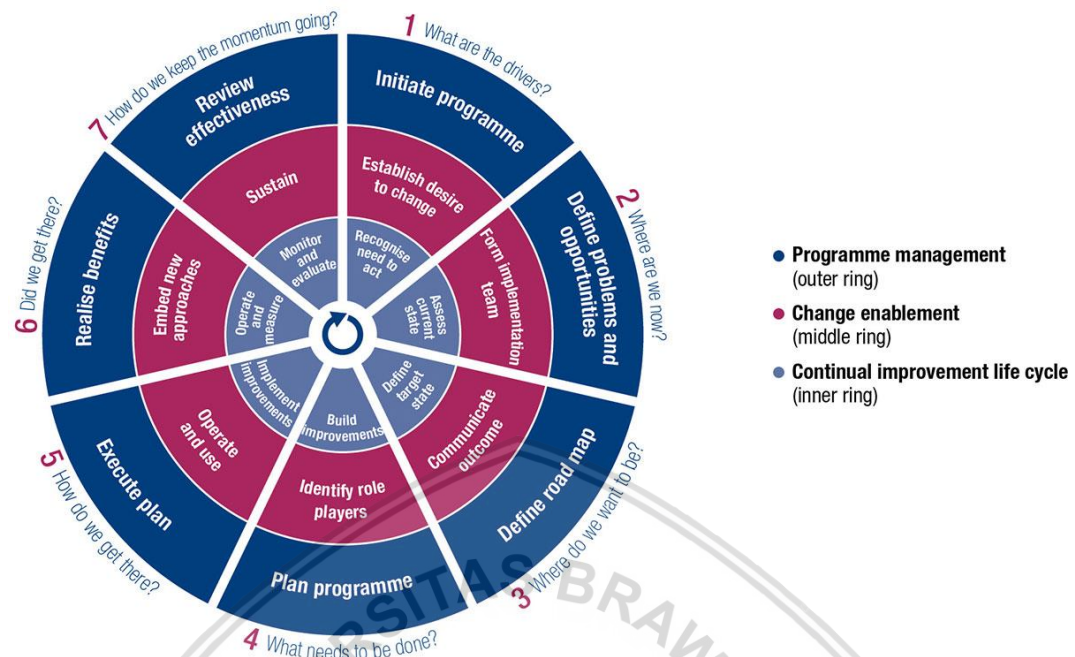 1 What are the drivers?
Initiate programme
Establish desire
to change
Recognise
need to
act
2 Where are we now?
Define problems and
opportunities
Form implementation
team
Assess
current
state
3 Where do we want to be?
Define road map
Communicate
outcome
Define
target
state
4 What needs to be done?
Plan programme
Identify role
players
Build
improvements
5 How do we get there?
Execute plan
Operate
and use
Implement
improvements
6 Did we get there?
Realise benefits
Embed new
approaches
Operate
and
measure
7 How do we keep the momentum going?
Review
effectiveness
Sustain
Monitor
and
evaluate
Programme management
(outer ring)
Change enablement
(middle ring)
Continual improvement life cycle
(inner ring)
RSITAS BRAW